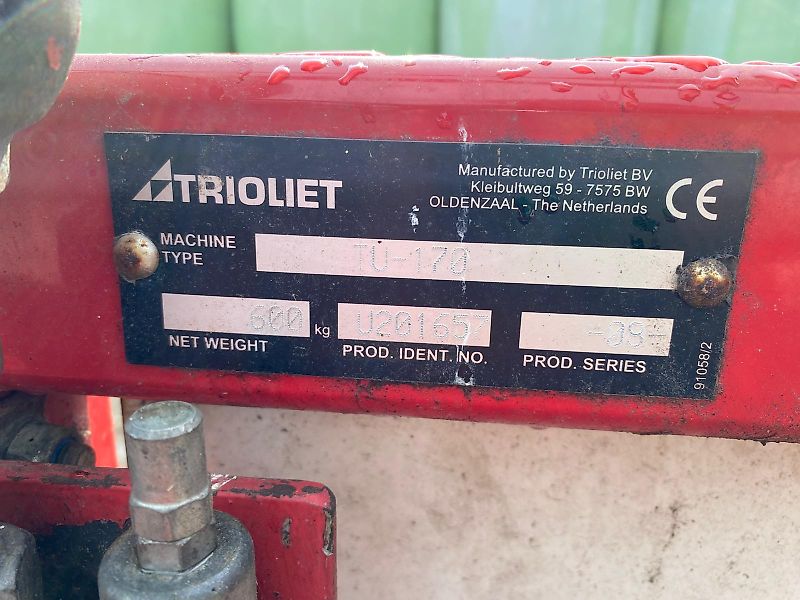 TRIOLIET
Manufactured by Trioliet BV
Kleibultweg 59 - 7575 BW
OLDENZAAL - The Netherlands
CE
MACHINE
TYPE
TU-170
600 kg
NET WEIGHT
U201657
PROD. IDENT. NO.
-J8-
PROD. SERIES
91058/2